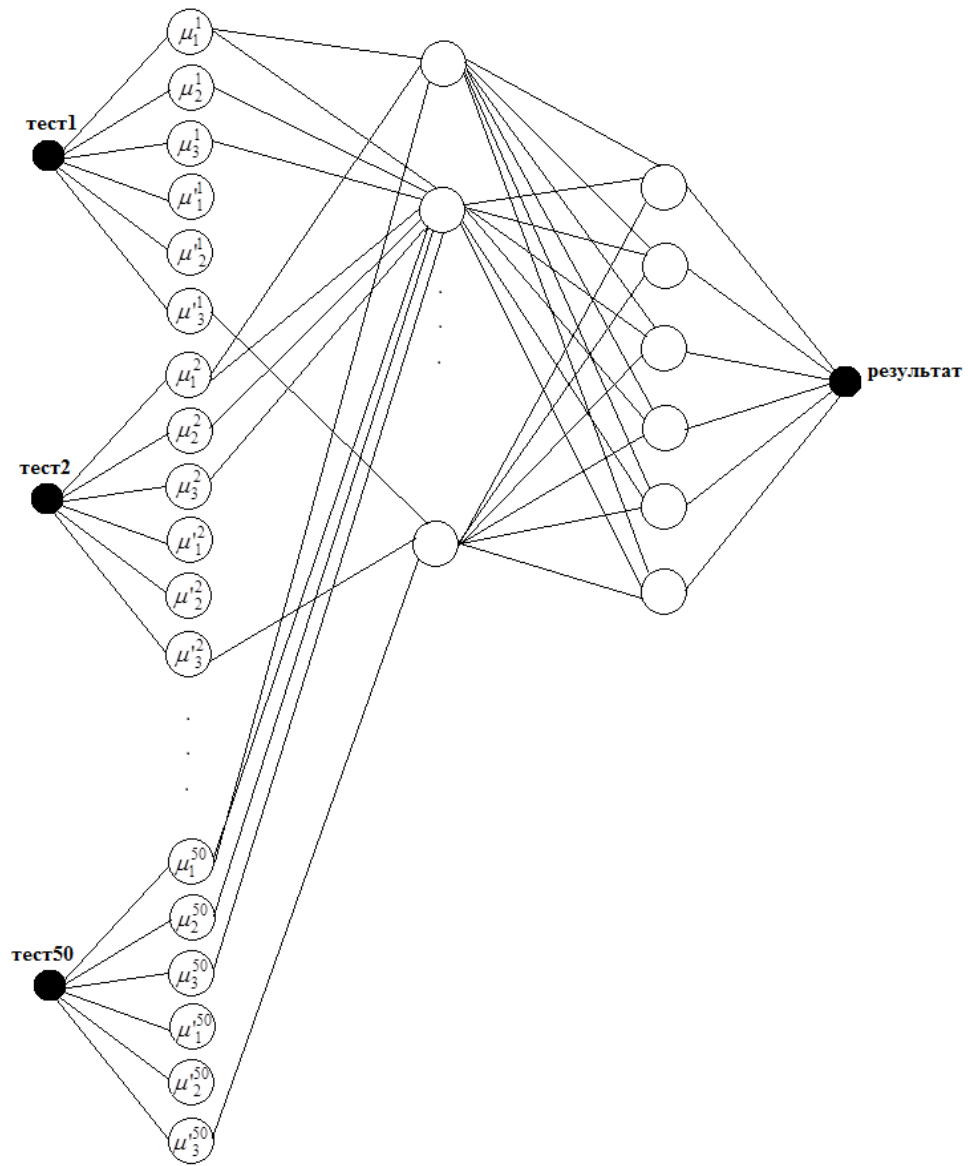 μ₁¹
μ₂¹
тест1
μ₃¹
μ'₁¹
μ'₂¹
μ'₃¹
μ₁²
результат
μ₂²
тест2
μ₃²
μ'₁²
μ'₂²
μ'₃²
.
.
.
μ₁⁵⁰
μ₂⁵⁰
тест50
μ₃⁵⁰
μ'₁⁵⁰
μ'₂⁵⁰
μ'₃⁵⁰